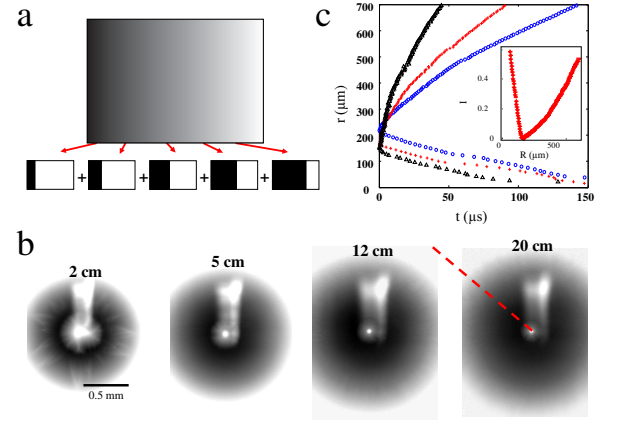 a
+ + + +
c
700
600
500
400
300
200
100
0
r (μm)
0 50 100 150
t (μs)
0.4
0.2
0
I
0 500
R (μm)
b
2 cm
5 cm
12 cm
20 cm
0.5 mm